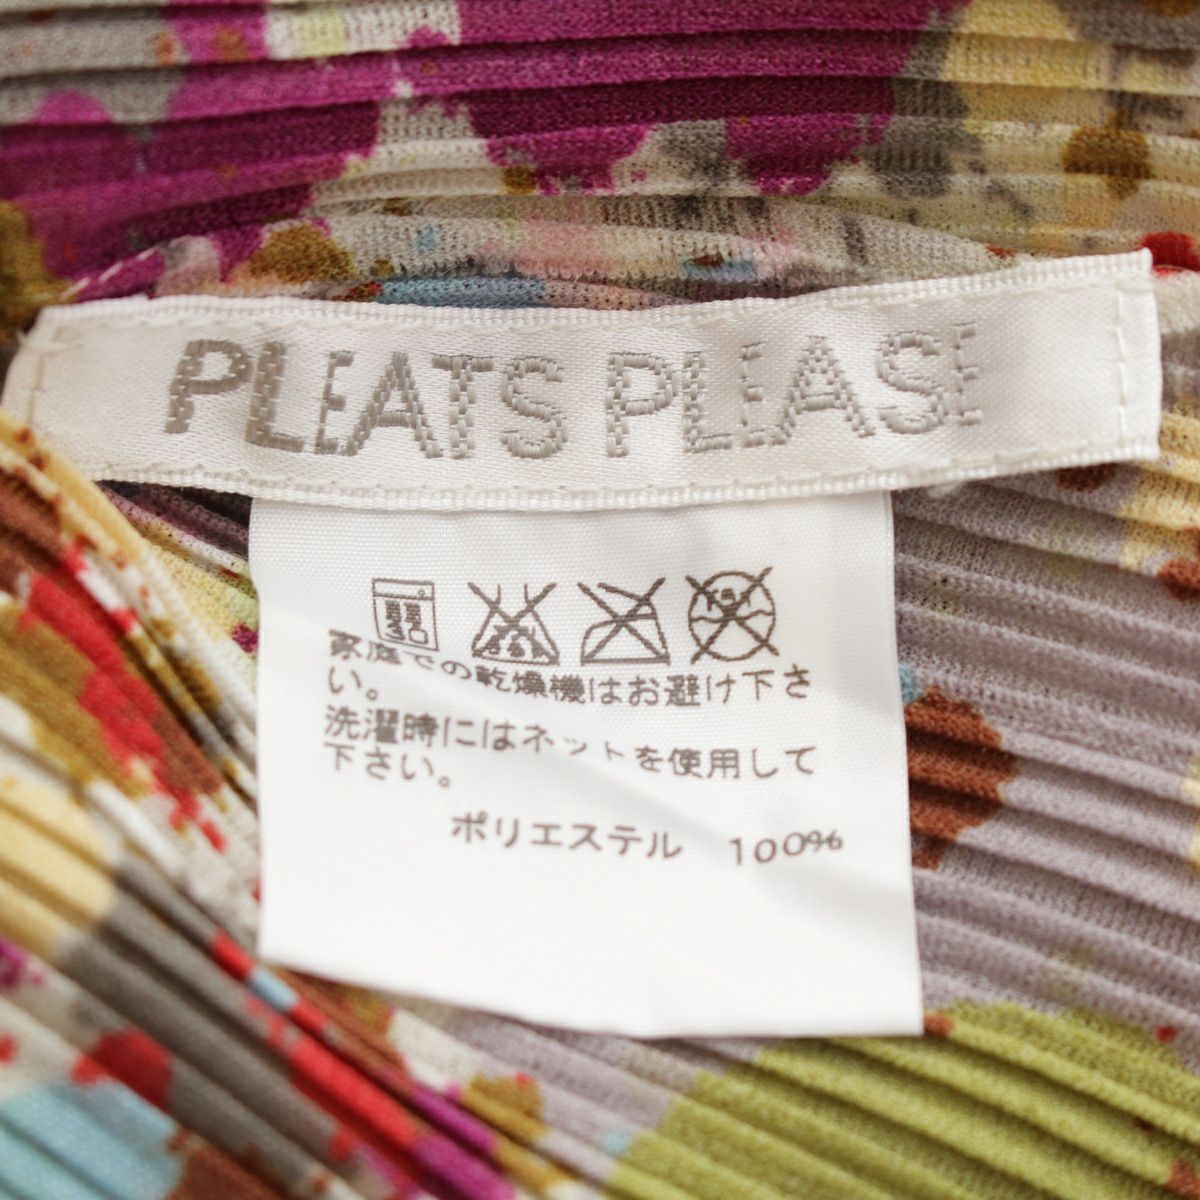 PLEATS PLEASE
家庭での乾燥機はお避け下さ
い。
洗濯時にはネットを使用して
下さい。
ポリエステル 100%